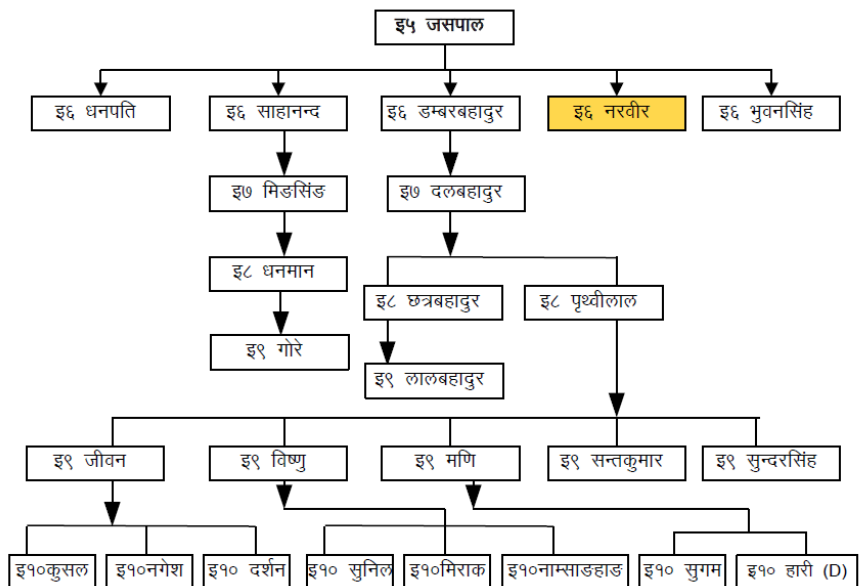 इ५ जसपाल
इ६ धनपति
इ६ साहानन्द
इ६ डम्बरबहादुर
इ६ नरवीर
इ६ भुवनसिंह
इ७ मिङसिंङ
इ७ दलबहादुर
इ८ धनमान
इ८ छत्रबहादुर
इ८ पृथ्वीलाल
इ९ गोरे
इ९ लालबहादुर
इ९ जीवन
इ९ विष्णु
इ९ मणि
इ९ सन्तकुमार
इ९ सुन्दरसिंह
इ१०कुसल
इ१०नगेश
इ१० दर्शन
इ१० सुनिल
इ१०मिराक
इ१०नाम्साङहाङ
इ१० सुगम
इ१० हारी (D)